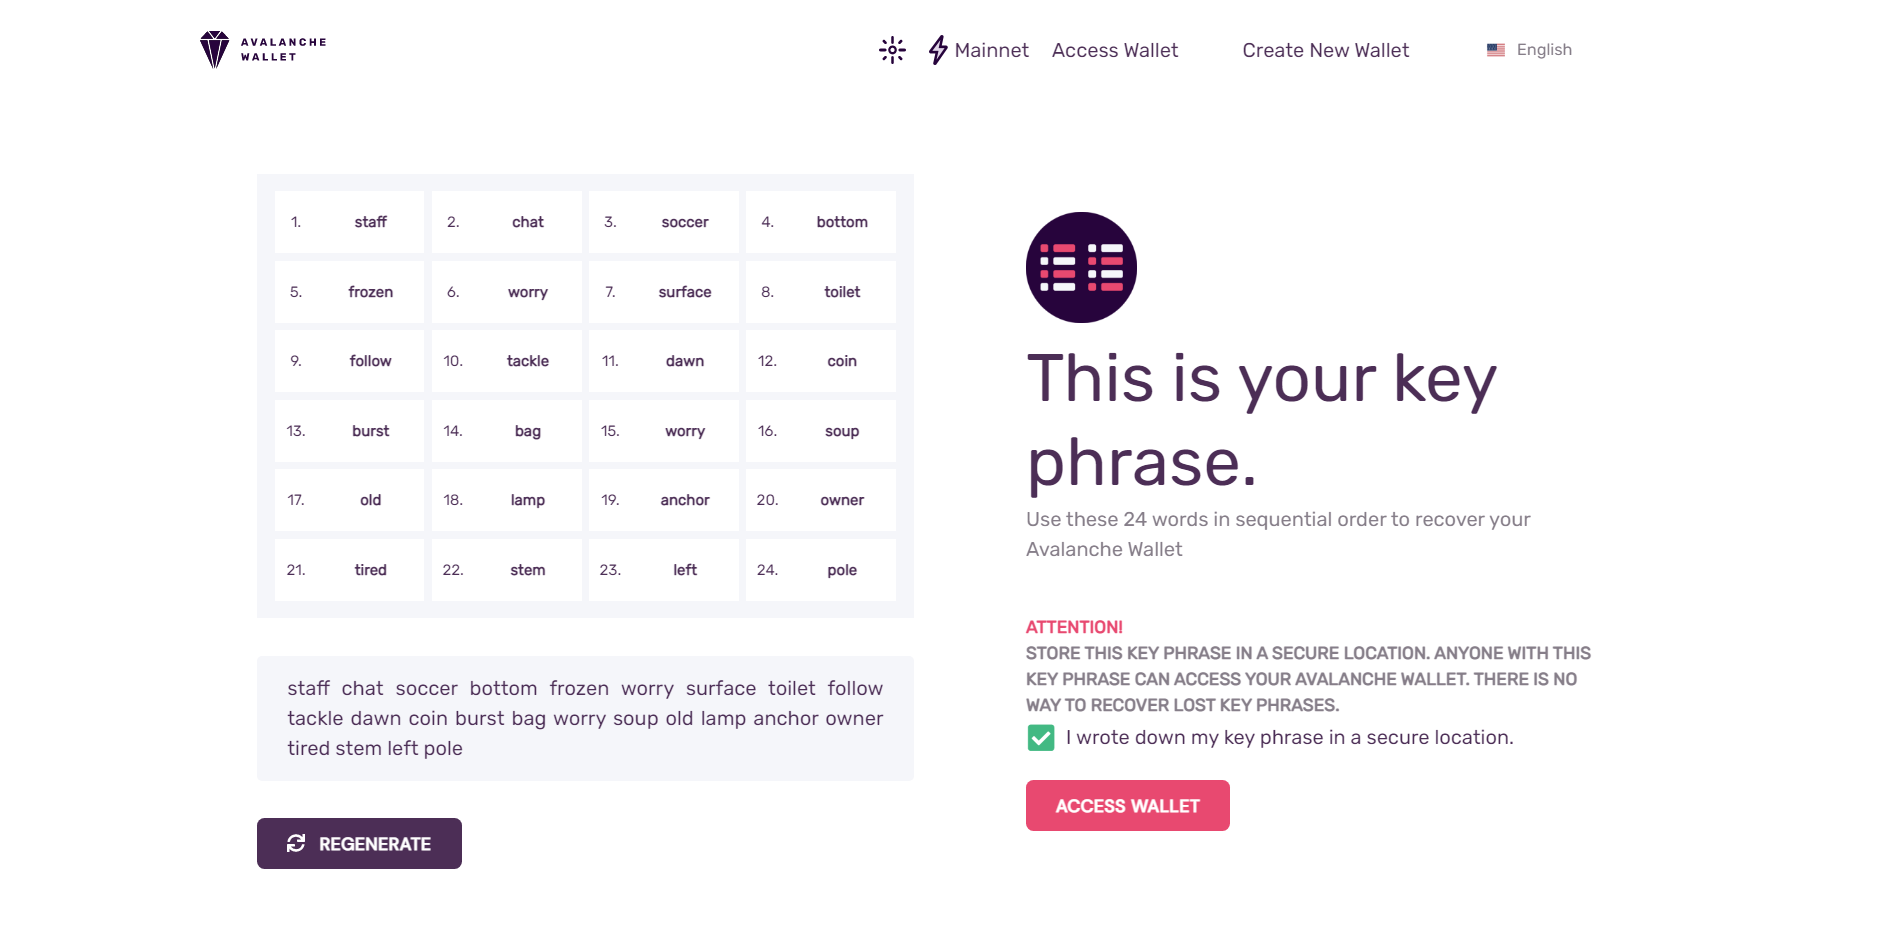 AVALANCHE
WALLET
Mainnet Access Wallet Create New Wallet English
1. staff 2. chat 3. soccer 4. bottom
5. frozen 6. worry 7. surface 8. toilet
9. follow 10. tackle 11. dawn 12. coin
13. burst 14. bag 15. worry 16. soup
17. old 18. lamp 19. anchor 20. owner
21. tired 22. stem 23. left 24. pole
staff chat soccer bottom frozen worry surface toilet follow
tackle dawn coin burst bag worry soup old lamp anchor owner
tired stem left pole
REGENERATE
This is your key
phrase.
Use these 24 words in sequential order to recover your
Avalanche Wallet
ATTENTION!
STORE THIS KEY PHRASE IN A SECURE LOCATION. ANYONE WITH THIS
KEY PHRASE CAN ACCESS YOUR AVALANCHE WALLET. THERE IS NO
WAY TO RECOVER LOST KEY PHRASES.
I wrote down my key phrase in a secure location.
ACCESS WALLET